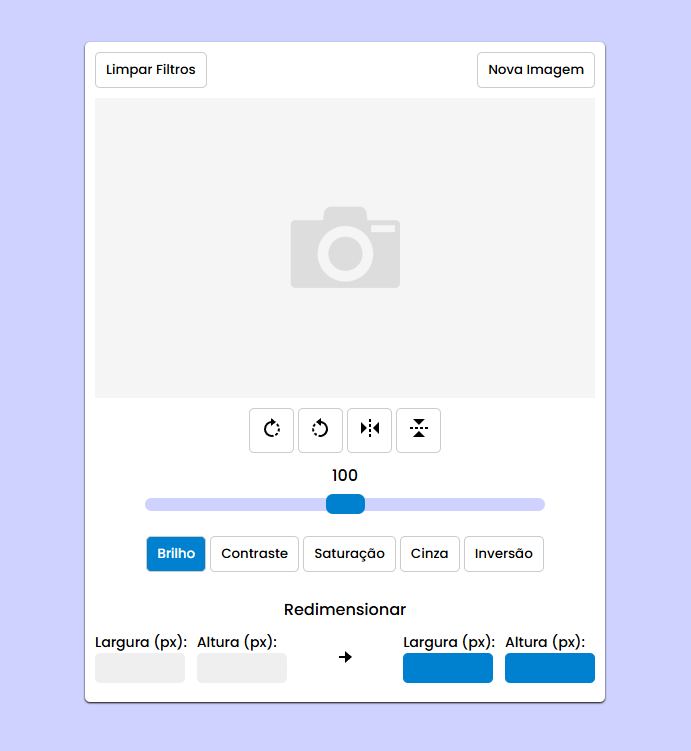 Limpar Filtros
Nova Imagem
100
Brilho
Contraste
Saturação
Cinza
Inversão
Redimensionar
Largura (px):
Altura (px):
Largura (px):
Altura (px):